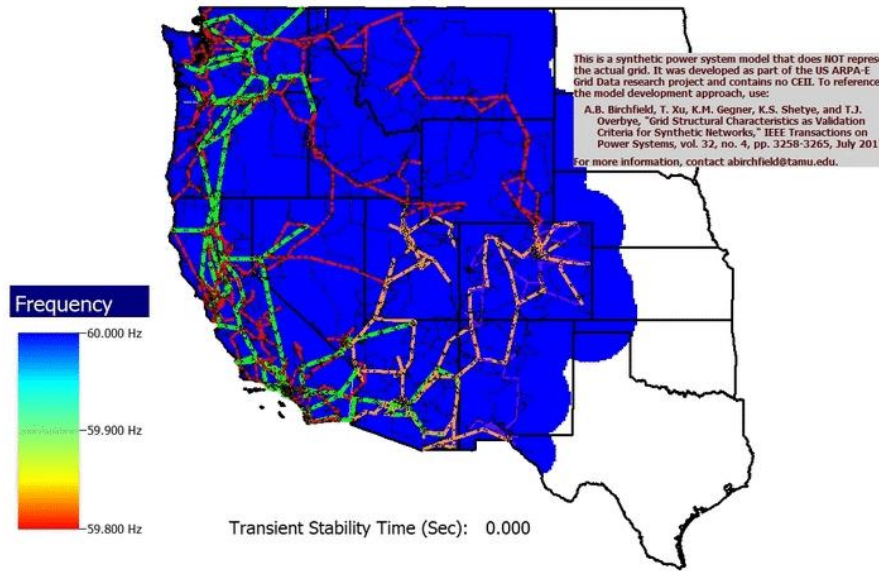 This is a synthetic power system model that does NOT represe
the actual grid. It was developed as part of the US ARPA-E
Grid Data research project and contains no CEII. To reference
the model development approach, use:
A.B. Birchfield, T. Xu, K.M. Gegner, K.S. Shetye, and T.J.
Overbye, "Grid Structural Characteristics as Validation
Criteria for Synthetic Networks," IEEE Transactions on
Power Systems, vol. 32, no. 4, pp. 3258-3265, July 201
For more information, contact abirchfield@tamu.edu.
Frequency
60.000 Hz
59.900 Hz
59.800 Hz
Transient Stability Time (Sec): 0.000